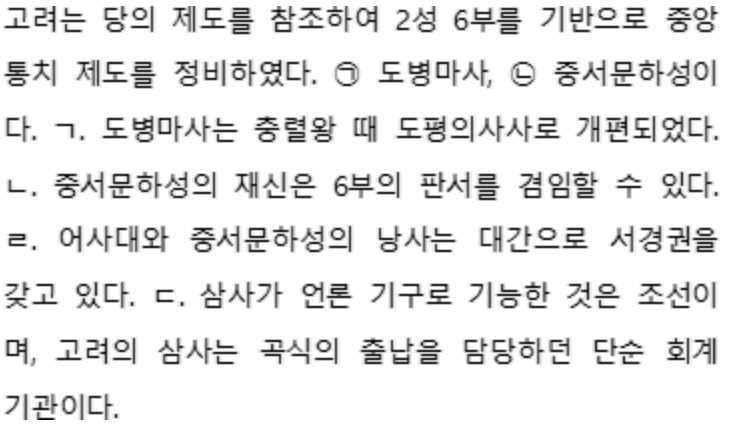 고려는 당의 제도를 참조하여 2성 6부를 기반으로 중앙
통치 제도를 정비하였다. ㉠ 도병마사, ㉡ 중서문하성이
다. ㄱ. 도병마사는 충렬왕 때 도평의사사로 개편되었다.
ㄴ. 중서문하성의 재신은 6부의 판서를 겸임할 수 있다.
ㄹ. 어사대와 중서문하성의 낭사는 대간으로 서경권을
갖고 있다. ㄷ. 삼사가 언론 기구로 기능한 것은 조선이
며, 고려의 삼사는 곡식의 출납을 담당하던 단순 회계
기관이다.